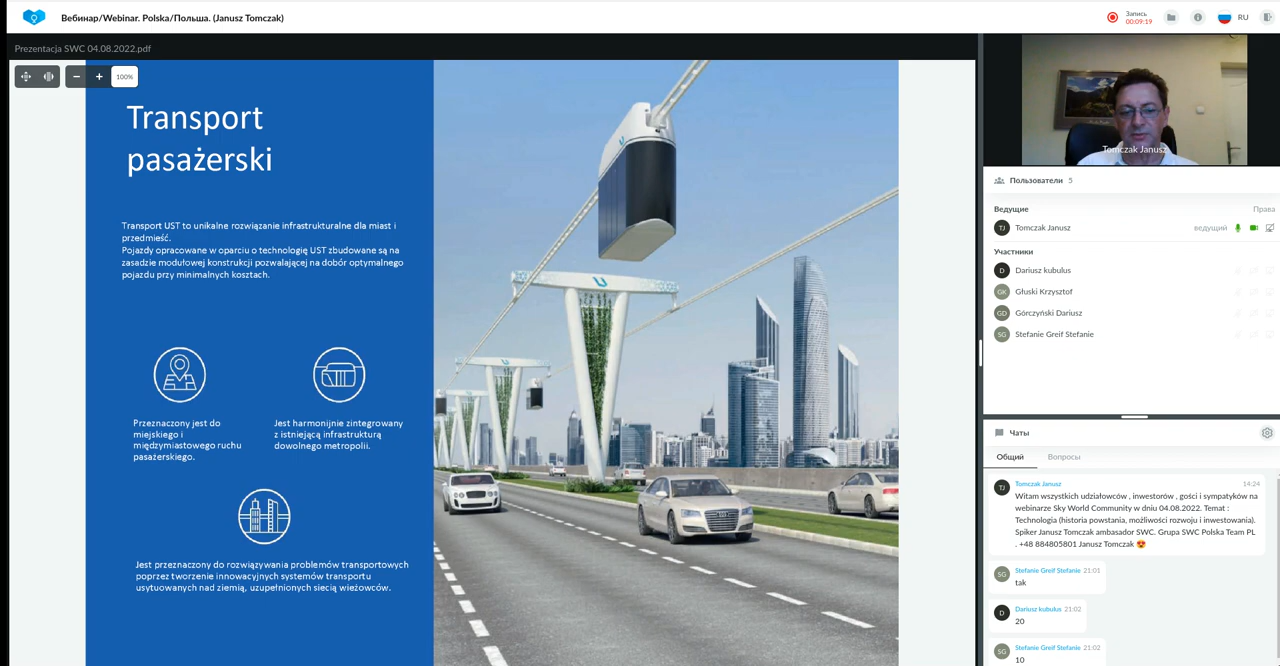 Вебинар/Webinar. Polska/Польша. (Janusz Tomczak)
Запись
00:09:19
RU
Prezentacja SWC 04.08.2022.pdf
100%
Transport
pasażerski
Transport UST to unikalne rozwiązanie infrastrukturalne dla miast i
przedmieść.
Pojazdy opracowane w oparciu o technologię UST zbudowane są na
zasadzie modułowej konstrukcji pozwalającej na dobór optymalnego
pojazdu przy minimalnych kosztach.
Przeznaczony jest do
miejskiego i
międzymiastowego ruchu
pasażerskiego.
Jest harmonijnie zintegrowany
z istniejącą infrastrukturą
dowolnego metropolii.
Jest przeznaczony do rozwiązywania problemów transportowych
poprzez tworzenie innowacyjnych systemów transportu
usytuowanych nad ziemią, uzupełnionych siecią wieżowców.
Tomczak Janusz
Пользователи 5
Ведущие Права
TJ Tomczak Janusz ведущий
Участники
D Dariusz kubulus
GK Głuski Krzysztof
GD Górczyński Dariusz
SG Stefanie Greif Stefanie
Чаты
Общий Вопросы
TJ Tomczak Janusz 14:24
Witam wszystkich udziałowców , inwestorów , gości i sympatyków na
webinarze Sky World Community w dniu 04.08.2022. Temat :
Technologia (historia powstania, możliwości rozwoju i inwestowania).
Spiker Janusz Tomczak ambasador SWC. Grupa SWC Polska Team PL
. +48 884805801 Janusz Tomczak 😍
SG Stefanie Greif Stefanie 21:01
tak
D Dariusz kubulus 21:02
20
SG Stefanie Greif Stefanie 21:02
10